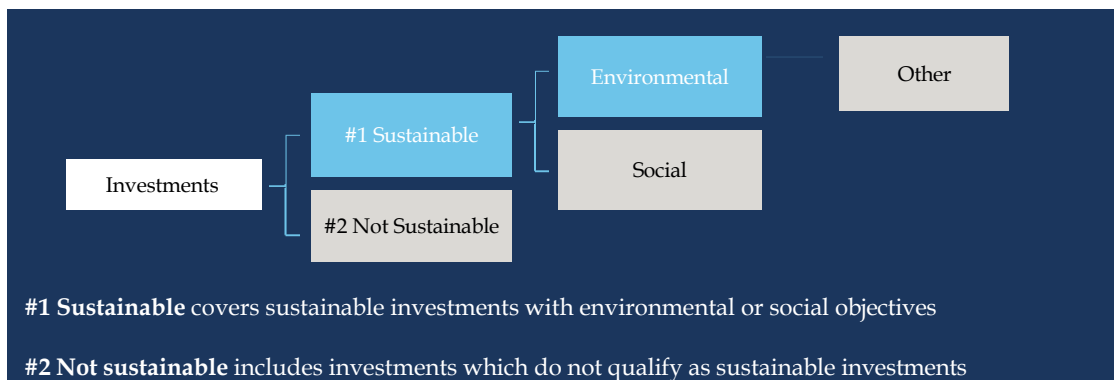 Environmental
Other
#1 Sustainable
Social
Investments
#2 Not Sustainable
#1 Sustainable covers sustainable investments with environmental or social objectives
#2 Not sustainable includes investments which do not qualify as sustainable investments